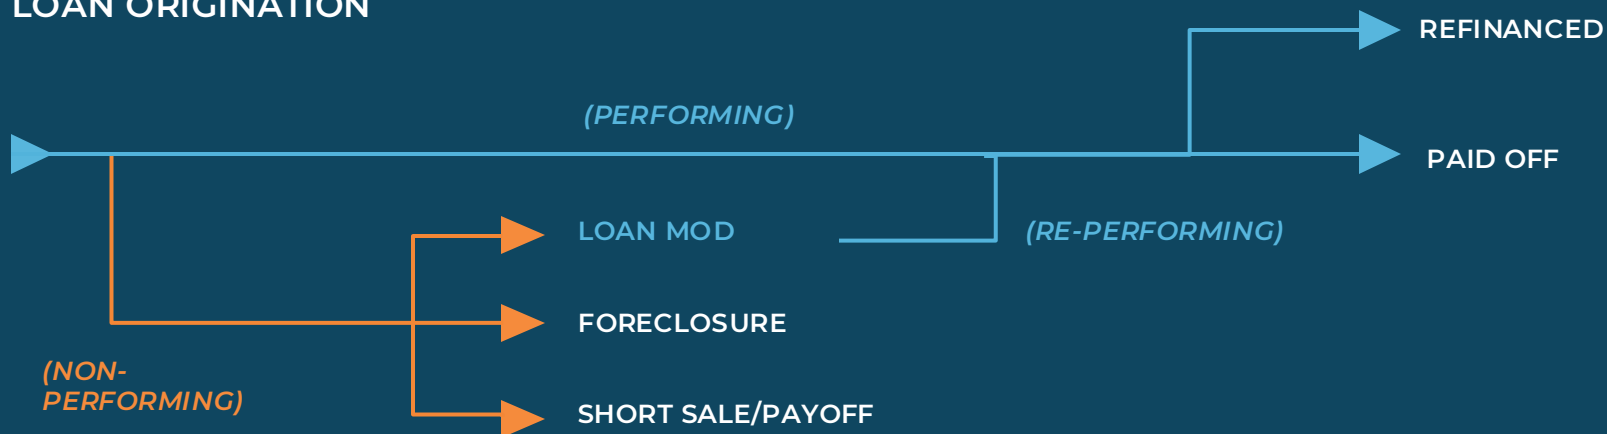 LOAN ORIGINATION
REFINANCED
(PERFORMING)
PAID OFF
LOAN MOD
(RE-PERFORMING)
FORECLOSURE
(NON-
PERFORMING)
SHORT SALE/PAYOFF